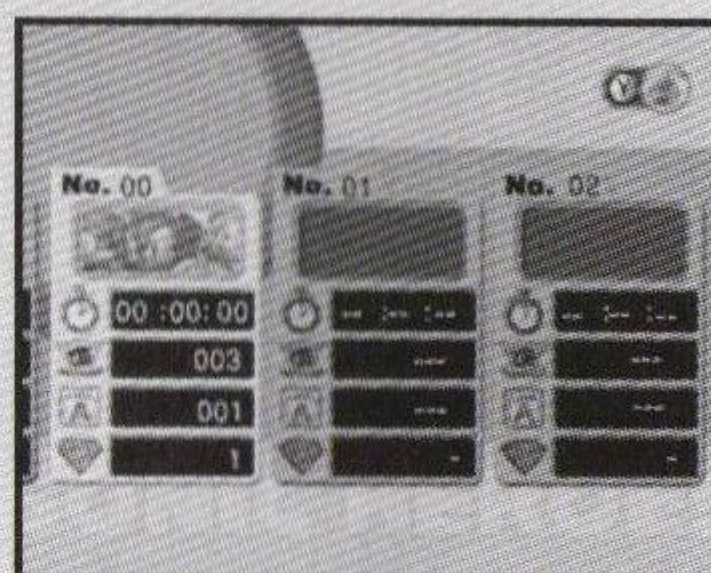 Y
No. 00
No. 01
No. 02
00 :00: 00
-- :-- :--
-- :-- :--
003
---
---
A
001
A
---
A
---
1
-
-